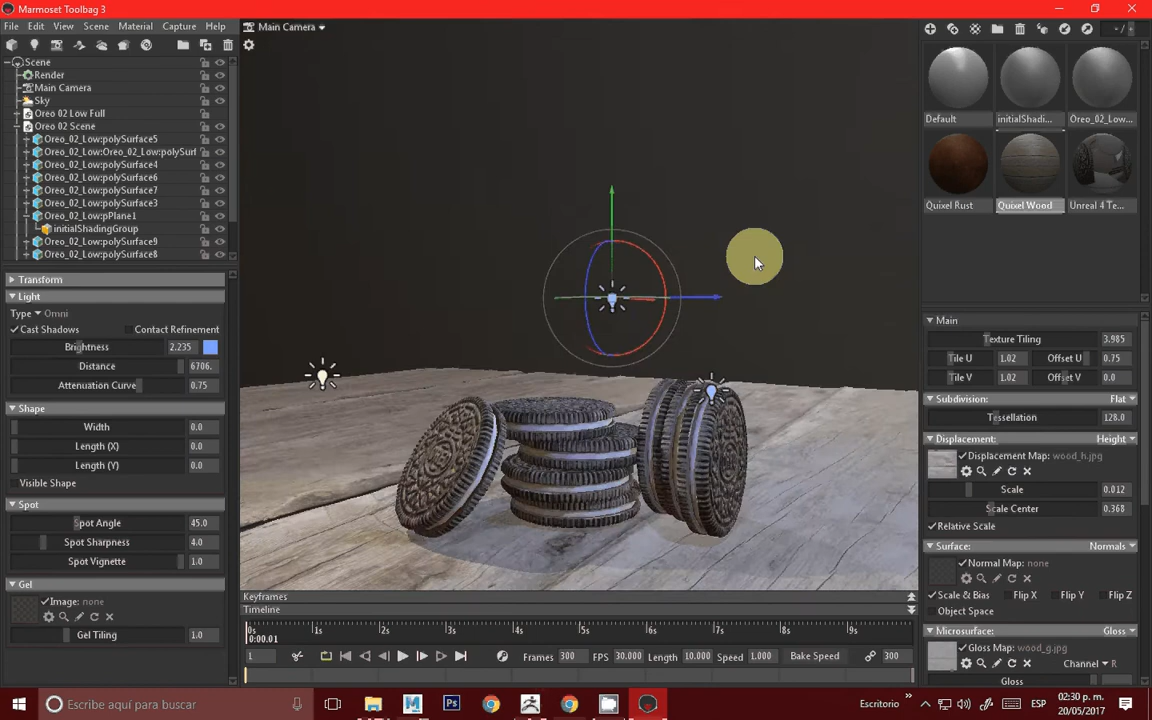 Marmoset Toolbag 3
File Edit View Scene Material Capture Help
Main Camera
Scene
Render
Main Camera
Sky
Oreo 02 Low Full
Oreo 02 Scene
Oreo_02_Low:polySurface5
Oreo_02_Low:Oreo_02_Low:polySurf
Oreo_02_Low:polySurface4
Oreo_02_Low:polySurface6
Oreo_02_Low:polySurface7
Oreo_02_Low:polySurface3
Oreo_02_Low:pPlane1
initialShadingGroup
Oreo_02_Low:polySurface9
Oreo_02_Low:polySurface8
Transform
Light
Type Omni
Cast Shadows Contact Refinement
Brightness 2.235
Distance 6706.
Attenuation Curve 0.75
Shape
Width 0.0
Length (X) 0.0
Length (Y) 0.0
Visible Shape
Spot
Spot Angle 45.0
Spot Sharpness 4.0
Spot Vignette 1.0
Gel
Image: none
Gel Tiling 1.0
Keyframes
Timeline
0s 1s 2s 3s 4s 5s 6s 7s 8s 9s
0:00.01
1 Frames 300 FPS 30.000 Length 10.000 Speed 1.000 Bake Speed 300
Default initialShadi... Oreo_02_Low...
Quixel Rust Quixel Wood Unreal 4 Te...
Main
Texture Tiling 3.985
Tile U 1.02 Offset U 0.75
Tile V 1.02 Offset V 0.0
Subdivision: Flat
Tessellation 128.0
Displacement: Height
Displacement Map: wood_h.jpg
Scale 0.012
Scale Center 0.368
Relative Scale
Surface: Normals
Normal Map: none
Scale & Bias Flip X Flip Y Flip Z
Object Space
Microsurface: Gloss
Gloss Map: wood_g.jpg
Channel R
Gloss
Escribe aquí para buscar
Ps
Escritorio
ESP
02:30 p. m.
20/05/2017